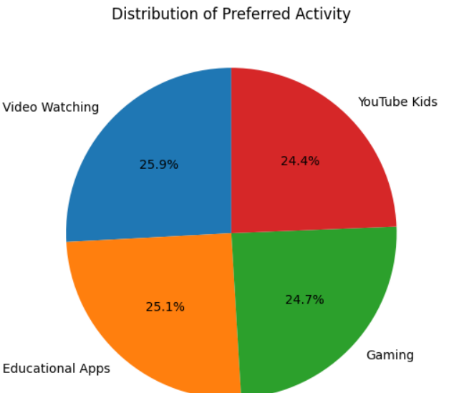 Distribution of Preferred Activity
YouTube Kids
Video Watching
24.4%
25.9%
24.7%
25.1%
Gaming
Educational Apps